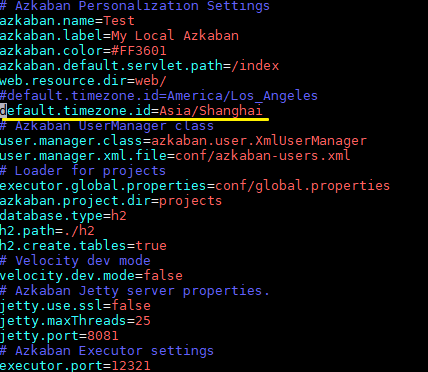 # Azkaban Personalization Settings
azkaban.name=Test
azkaban.label=My Local Azkaban
azkaban.color=#FF3601
azkaban.default.servlet.path=/index
web.resource.dir=web/
#default.timezone.id=America/Los_Angeles
default.timezone.id=Asia/Shanghai
# Azkaban UserManager class
user.manager.class=azkaban.user.XmlUserManager
user.manager.xml.file=conf/azkaban-users.xml
# Loader for projects
executor.global.properties=conf/global.properties
azkaban.project.dir=projects
database.type=h2
h2.path=./h2
h2.create.tables=true
# Velocity dev mode
velocity.dev.mode=false
# Azkaban Jetty server properties.
jetty.use.ssl=false
jetty.maxThreads=25
jetty.port=8081
# Azkaban Executor settings
executor.port=12321